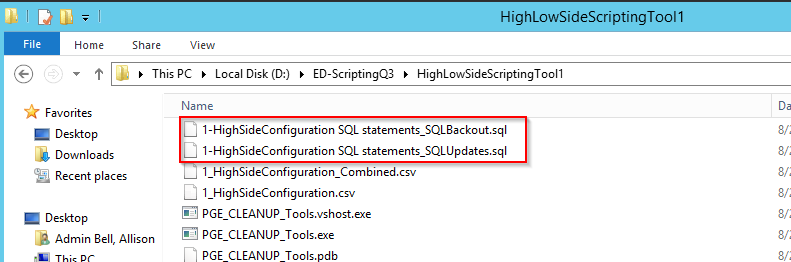 HighLowSideScriptingTool1
File Home Share View
This PC Local Disk (D:) ED-ScriptingQ3 HighLowSideScriptingTool1
Favorites
Desktop
Downloads
Recent places
Desktop
Admin Bell, Allison
This PC
Name
1-HighSideConfiguration SQL statements_SQLBackout.sql 8/2
1-HighSideConfiguration SQL statements_SQLUpdates.sql 8/2
1_HighSideConfiguration_Combined.csv 8/2
1_HighSideConfiguration.csv 8/2
PGE_CLEANUP_Tools.vshost.exe 8/2
PGE_CLEANUP_Tools.exe 8/2
PGE_CLEANUP_Tools.pdb 8/2